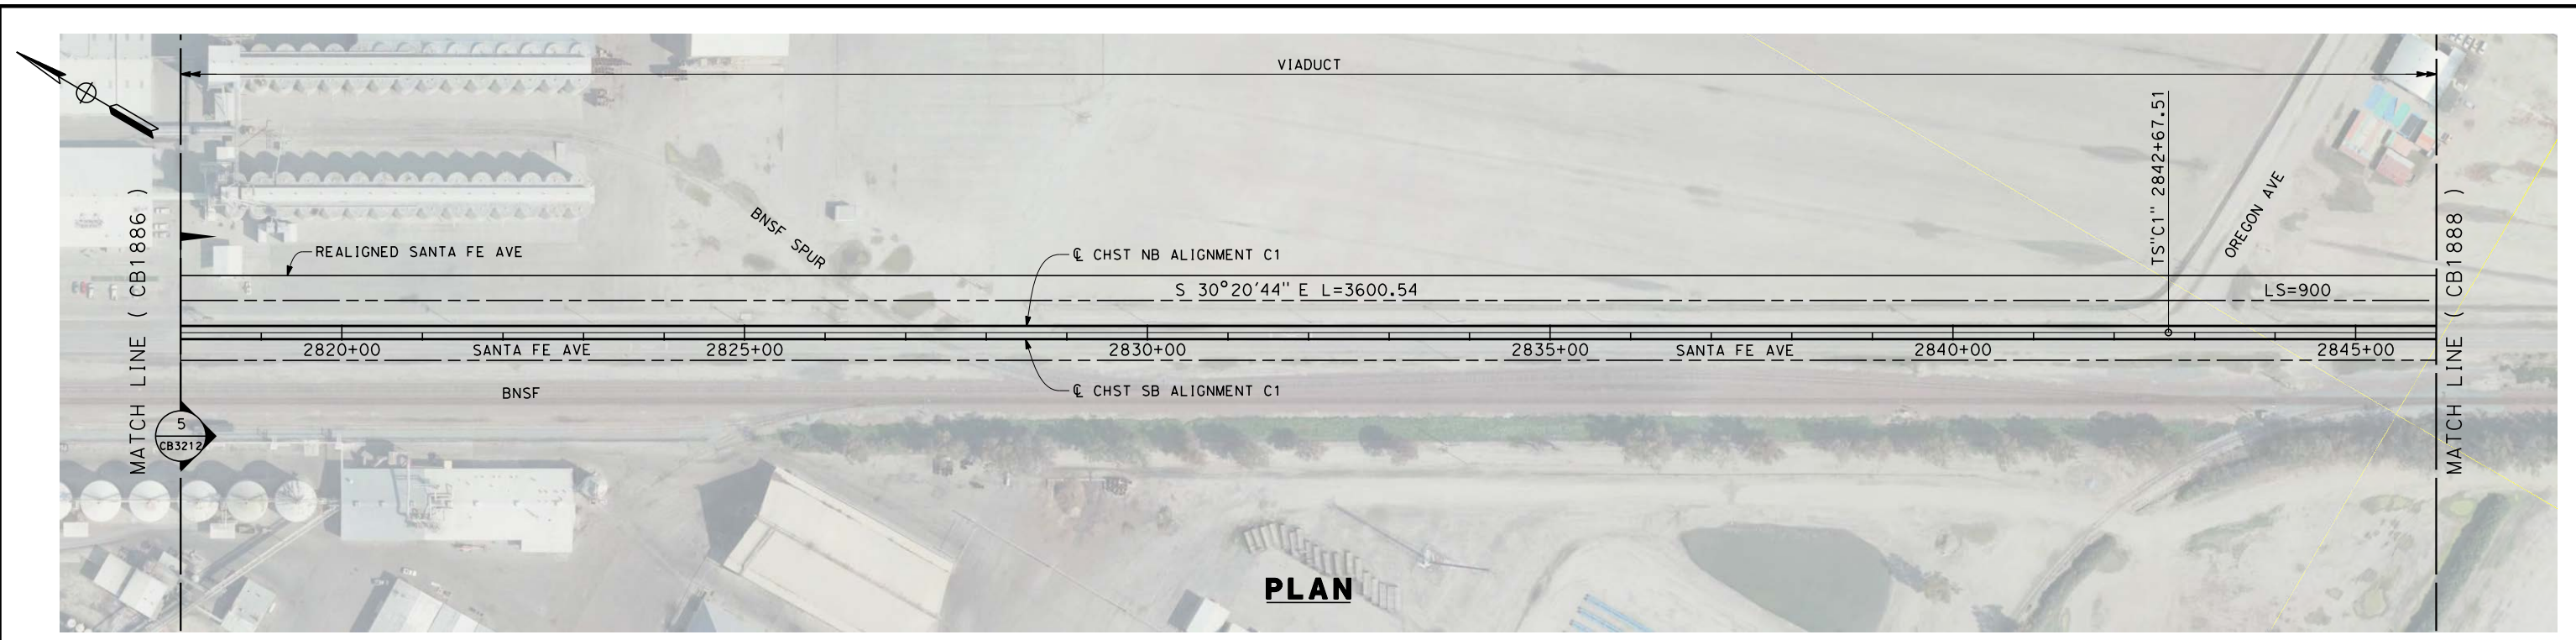 VIADUCT
MATCH LINE ( CB1886 )
REALIGNED SANTA FE AVE
BNSF SPUR
℄ CHST NB ALIGNMENT C1
S 30°20'44" E L=3600.54
TS"C1" 2842+67.51
OREGON AVE
LS=900
MATCH LINE ( CB1888 )
2820+00
SANTA FE AVE
2825+00
2830+00
2835+00
SANTA FE AVE
2840+00
2845+00
BNSF
℄ CHST SB ALIGNMENT C1
5
CB3212
PLAN